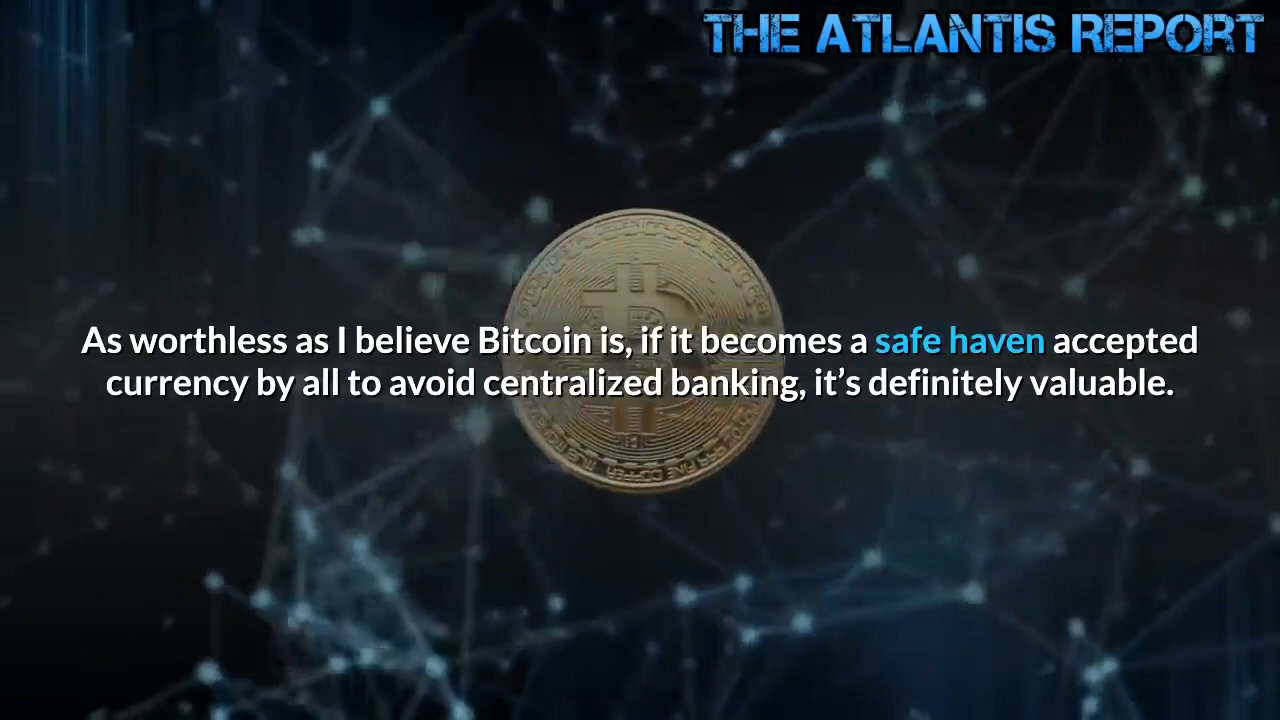 THE ATLANTIS REPORT
As worthless as I believe Bitcoin is, if it becomes a safe haven accepted
currency by all to avoid centralized banking, it’s definitely valuable.